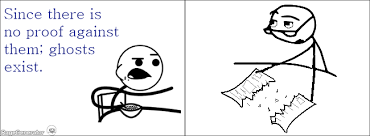 Since there is
no proof against
them; ghosts
exist.